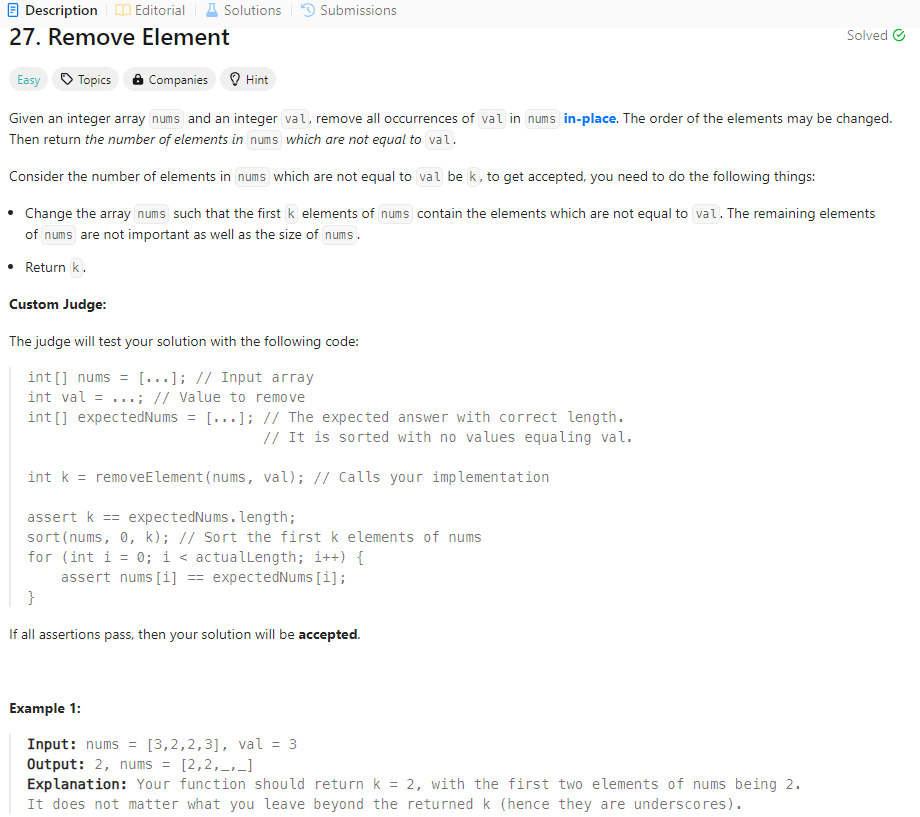 Description Editorial Solutions Submissions
27. Remove Element
Solved
Easy Topics Companies Hint
Given an integer array nums and an integer val, remove all occurrences of val in nums in-place. The order of the elements may be changed.
Then return the number of elements in nums which are not equal to val.
Consider the number of elements in nums which are not equal to val be k, to get accepted, you need to do the following things:
• Change the array nums such that the first k elements of nums contain the elements which are not equal to val. The remaining elements
of nums are not important as well as the size of nums.
• Return k.
Custom Judge:
The judge will test your solution with the following code:
int[] nums = [...]; // Input array
int val = ...; // Value to remove
int[] expectedNums = [...]; // The expected answer with correct length.
// It is sorted with no values equaling val.
int k = removeElement(nums, val); // Calls your implementation
assert k == expectedNums.length;
sort(nums, 0, k); // Sort the first k elements of nums
for (int i = 0; i < actualLength; i++) {
assert nums[i] == expectedNums[i];
}
If all assertions pass, then your solution will be accepted.
Example 1:
Input: nums = [3,2,2,3], val = 3
Output: 2, nums = [2,2,_,_]
Explanation: Your function should return k = 2, with the first two elements of nums being 2.
It does not matter what you leave beyond the returned k (hence they are underscores).